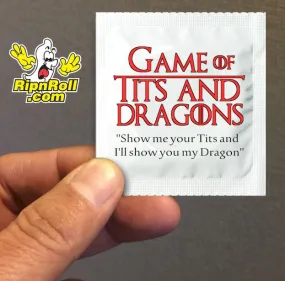 RipnRoll
.com
GAME OF
TITS AND
DRAGONS
"Show me your Tits and
I'll show you my Dragon"